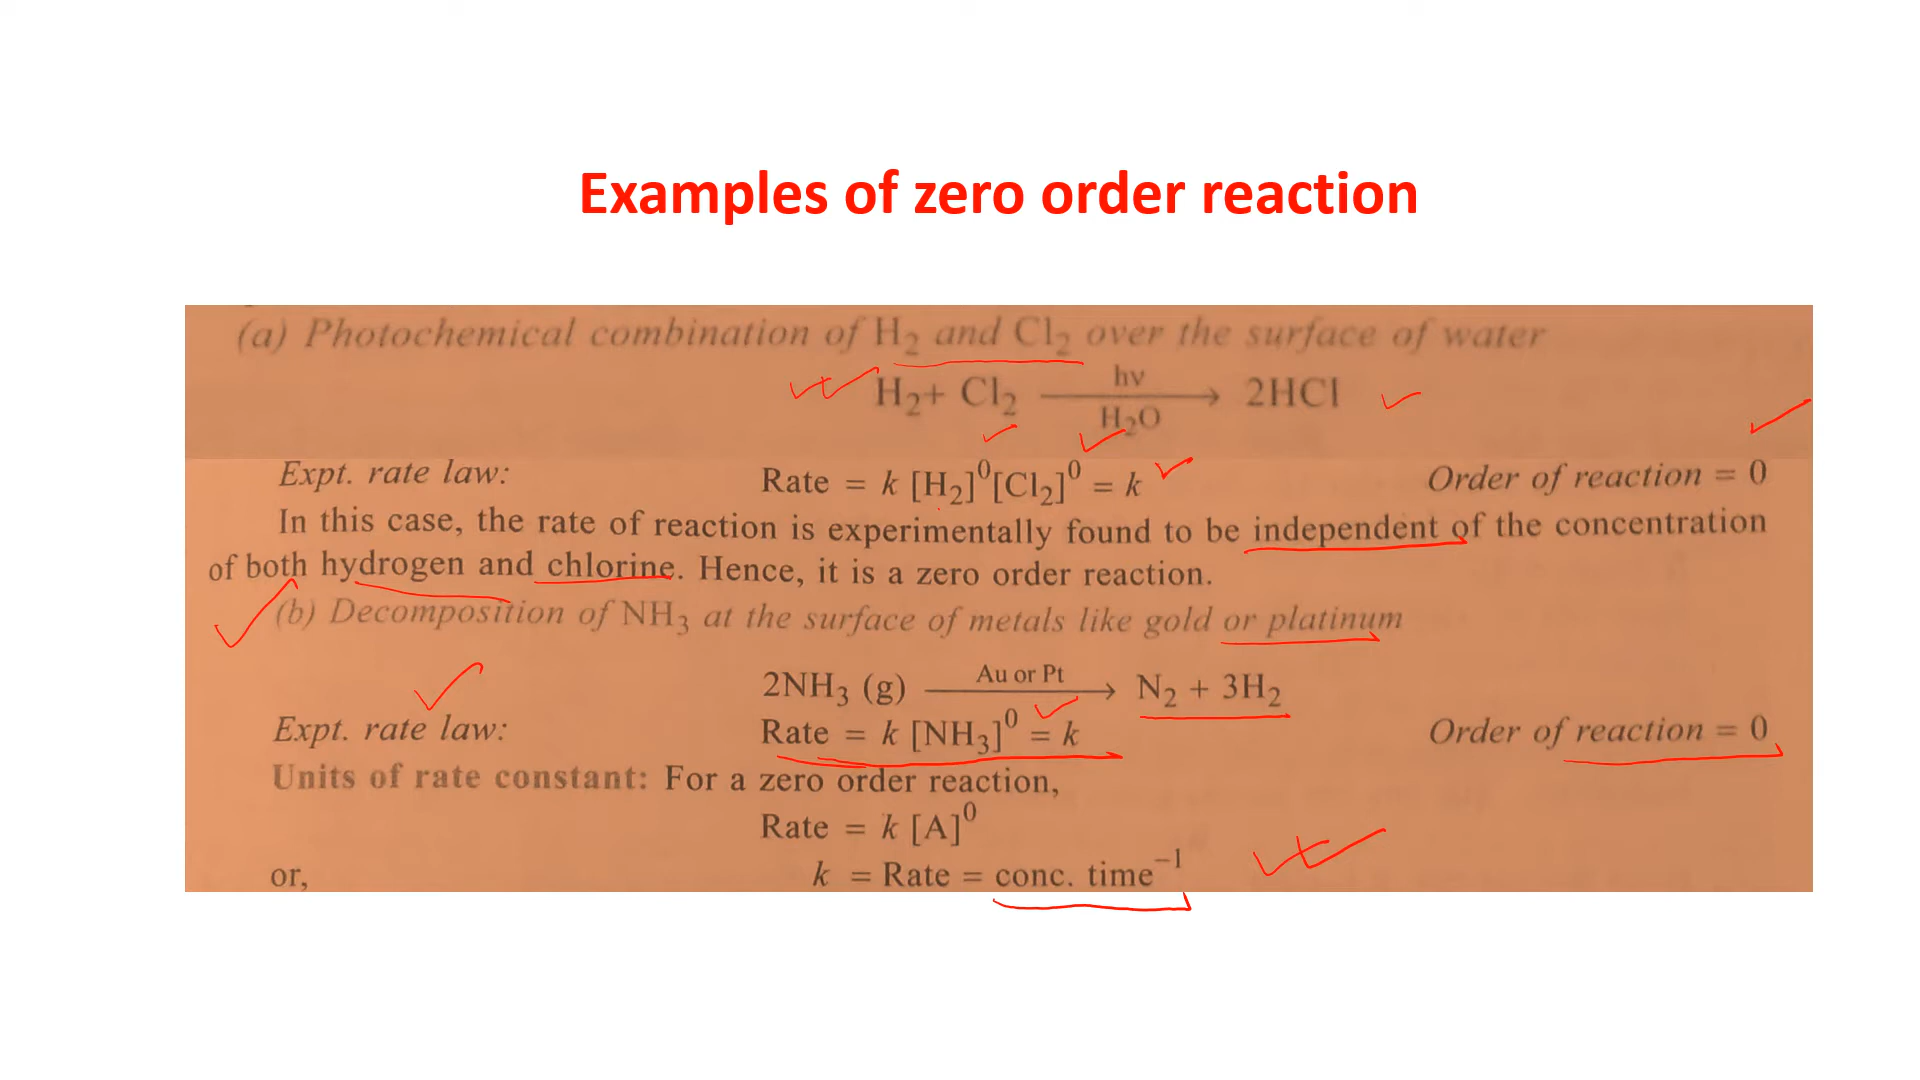 Examples of zero order reaction
(a) Photochemical combination of H₂ and Cl₂ over the surface of water
H₂+ Cl₂ —hν/H₂O→ 2HCl
Expt. rate law: Rate = k [H₂]⁰[Cl₂]⁰ = k Order of reaction = 0
In this case, the rate of reaction is experimentally found to be independent of the concentration
of both hydrogen and chlorine. Hence, it is a zero order reaction.
(b) Decomposition of NH₃ at the surface of metals like gold or platinum
2NH₃ (g) —Au or Pt→ N₂ + 3H₂
Expt. rate law: Rate = k [NH₃]⁰ = k Order of reaction = 0
Units of rate constant: For a zero order reaction,
Rate = k [A]⁰
or, k = Rate = conc. time⁻¹